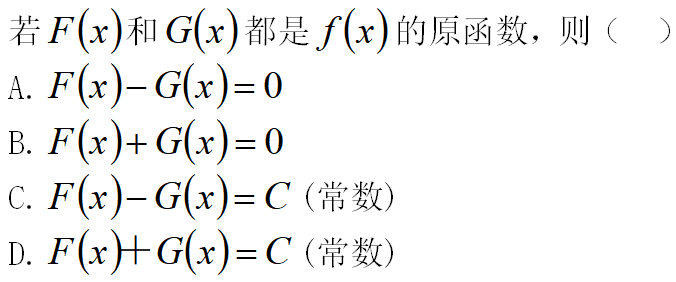 若F(x)和G(x)都是f(x)的原函数，则（　）
A. F(x)−G(x)=0
B. F(x)+G(x)=0
C. F(x)−G(x)=C（常数）
D. F(x)+G(x)=C（常数）